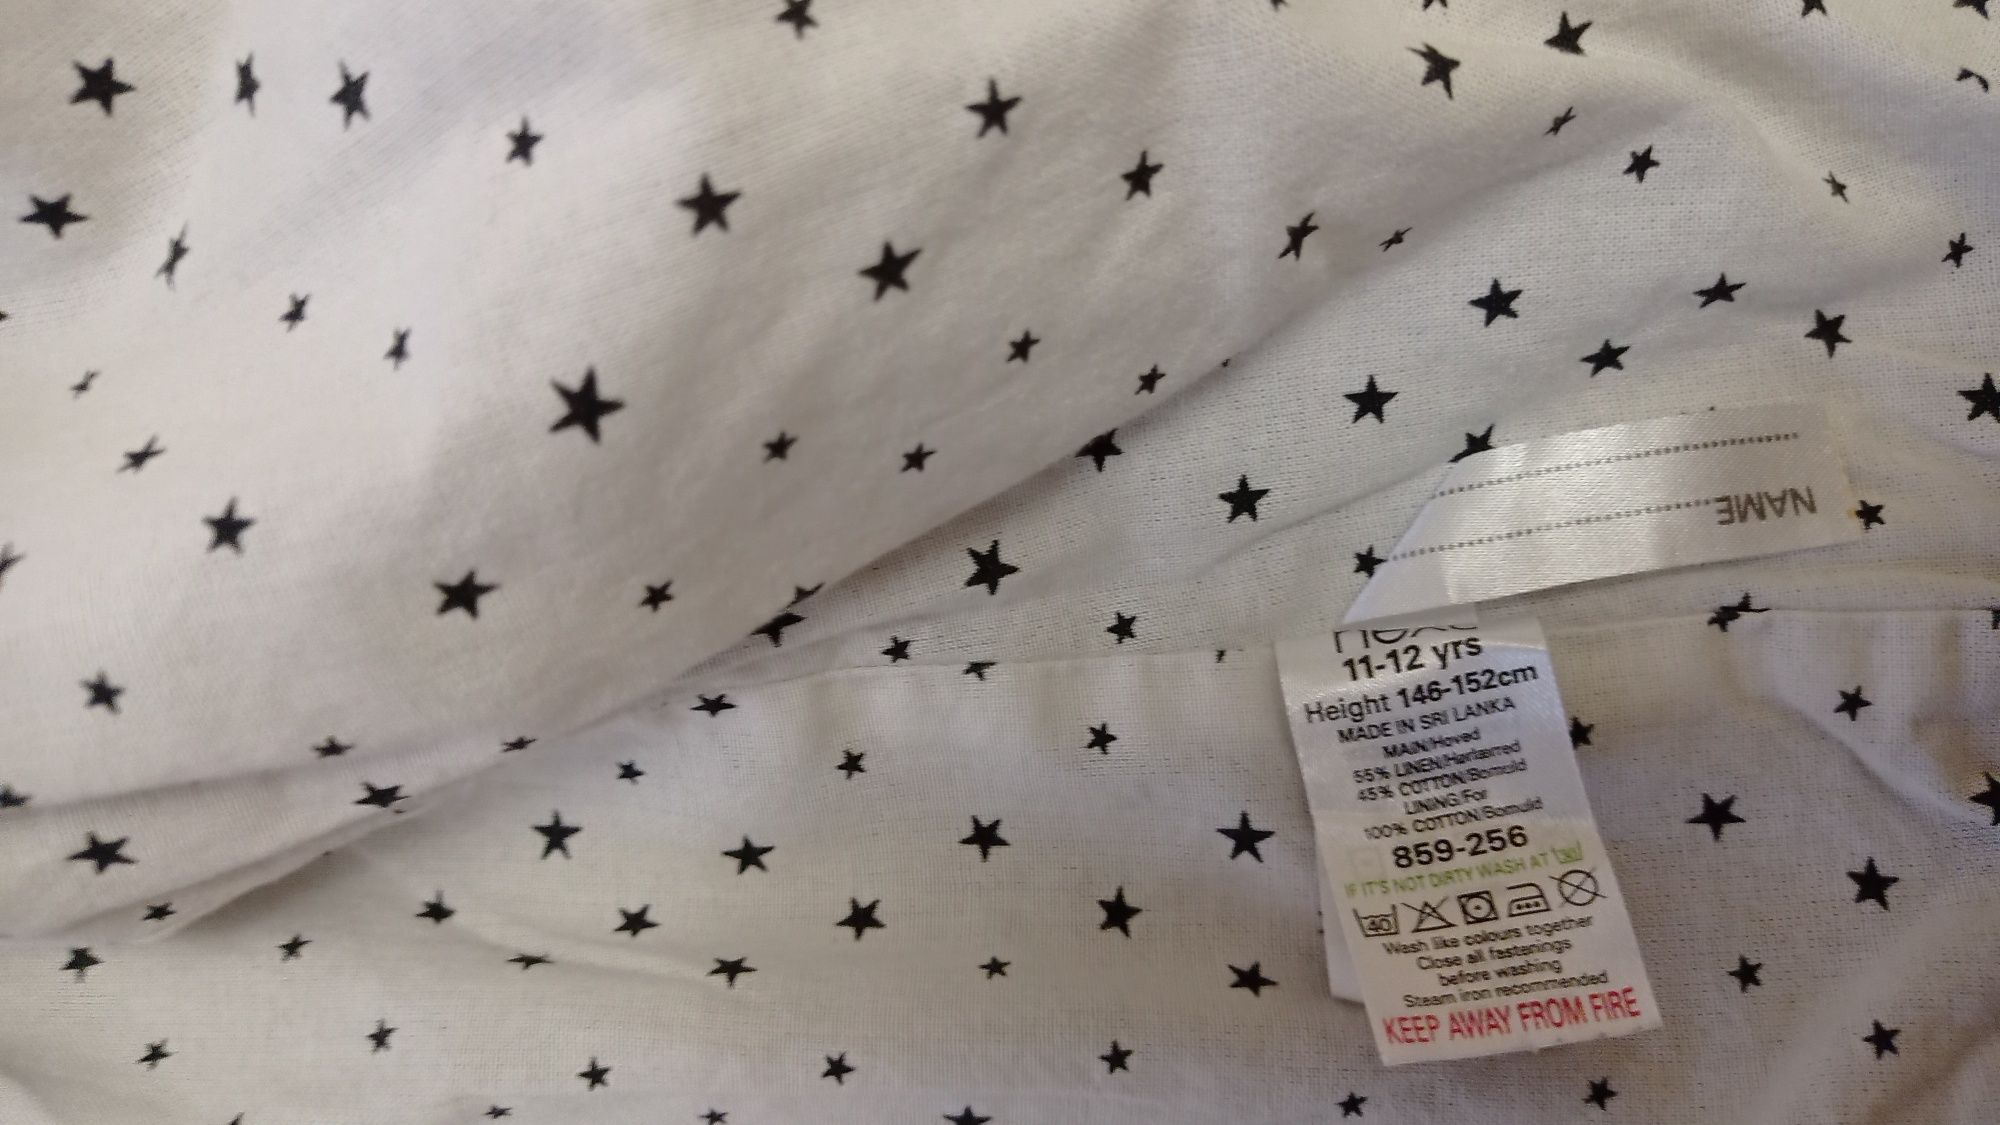 NAME
next
11-12 yrs
Height 146-152cm
MADE IN SRI LANKA
MAIN/Hoved
55% LINEN/Hørlærred
45% COTTON/Bomuld
LINING/For
100% COTTON/Bomuld
859-256
IF IT'S NOT DIRTY WASH AT 30
40
Wash like colours together
Close all fastenings
before washing
Steam iron recommended
KEEP AWAY FROM FIRE